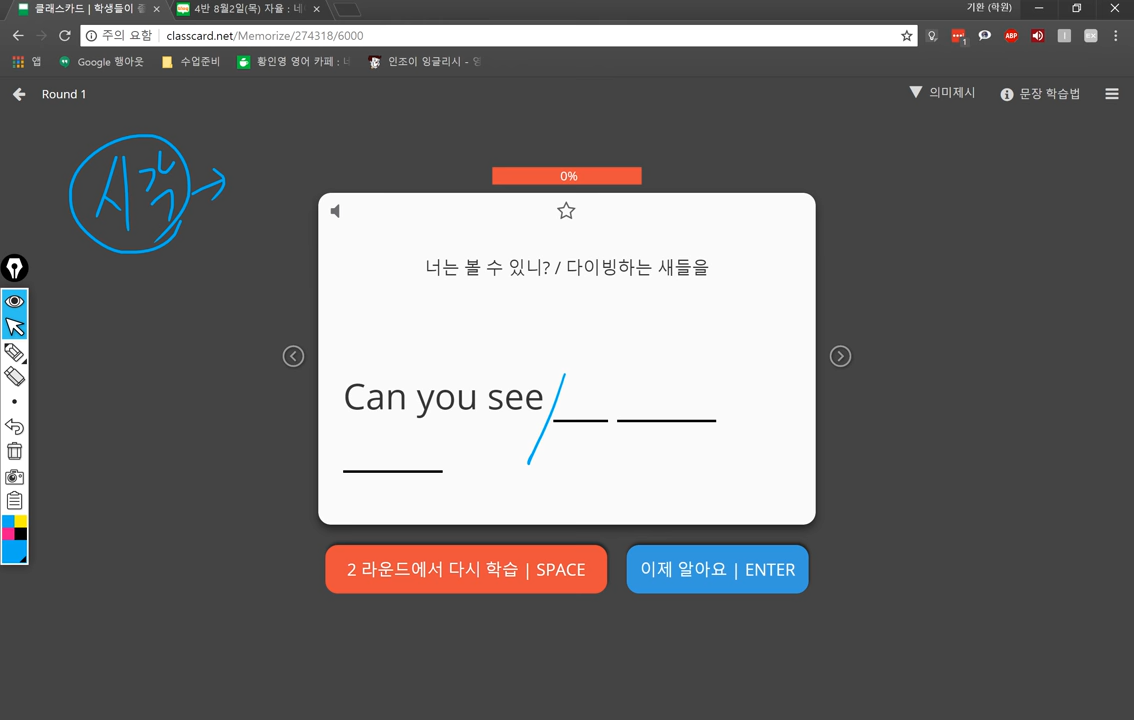 클래스카드 | 학생들이 즐
4반 8월2일(목) 자율 : 네
기환 (학원)
주의 요함 | classcard.net/Memorize/274318/6000
앱 Google 행아웃 수업준비 황인영 영어 카페 : 네 인조이 잉글리시 -
Round 1
의미제시 문장 학습법
시각
0%
너는 볼 수 있니? / 다이빙하는 새들을
Can you see
2 라운드에서 다시 학습 | SPACE
이제 알아요 | ENTER